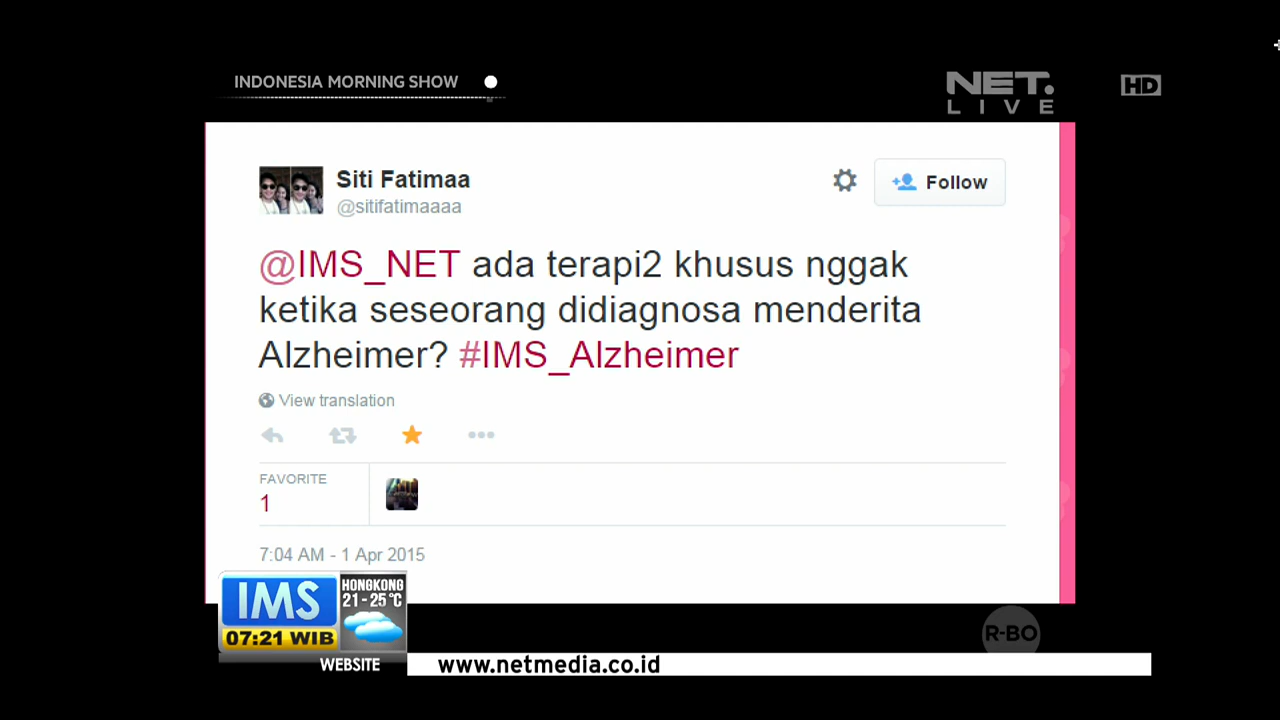 INDONESIA MORNING SHOW
NET.
LIVE
HD
Siti Fatimaa
@sitifatimaaaa
Follow
@IMS_NET ada terapi2 khusus nggak
ketika seseorang didiagnosa menderita
Alzheimer? #IMS_Alzheimer
View translation
FAVORITE
1
7:04 AM - 1 Apr 2015
IMS
07:21 WIB
HONGKONG
21 - 25°C
R-BO
WEBSITE
www.netmedia.co.id